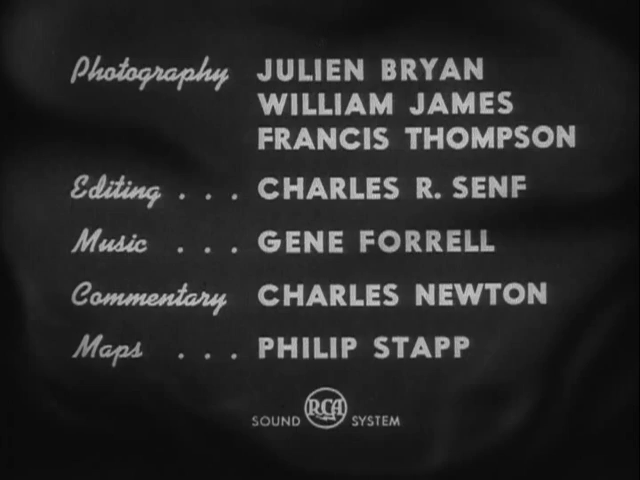 Photography JULIEN BRYAN
WILLIAM JAMES
FRANCIS THOMPSON
Editing . . . CHARLES R. SENF
Music . . . GENE FORRELL
Commentary CHARLES NEWTON
Maps . . . PHILIP STAPP
SOUND RCA SYSTEM